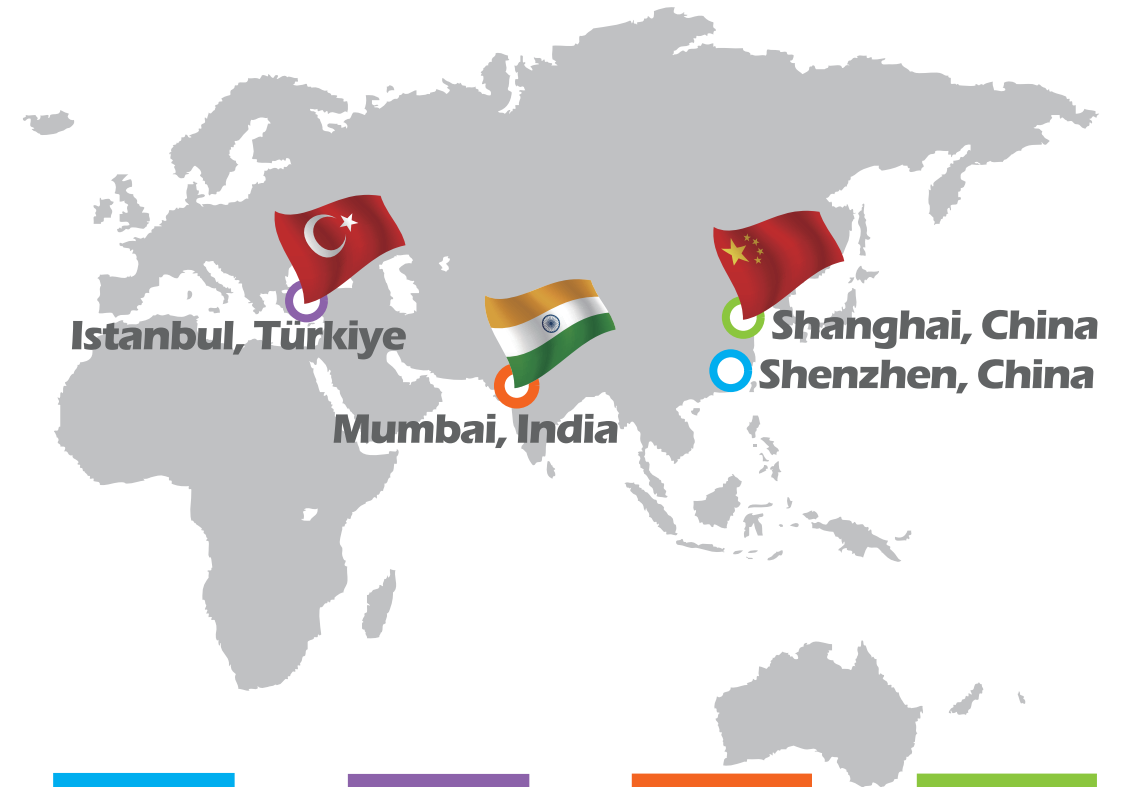 Istanbul, Türkiye
Mumbai, India
Shanghai, China
Shenzhen, China